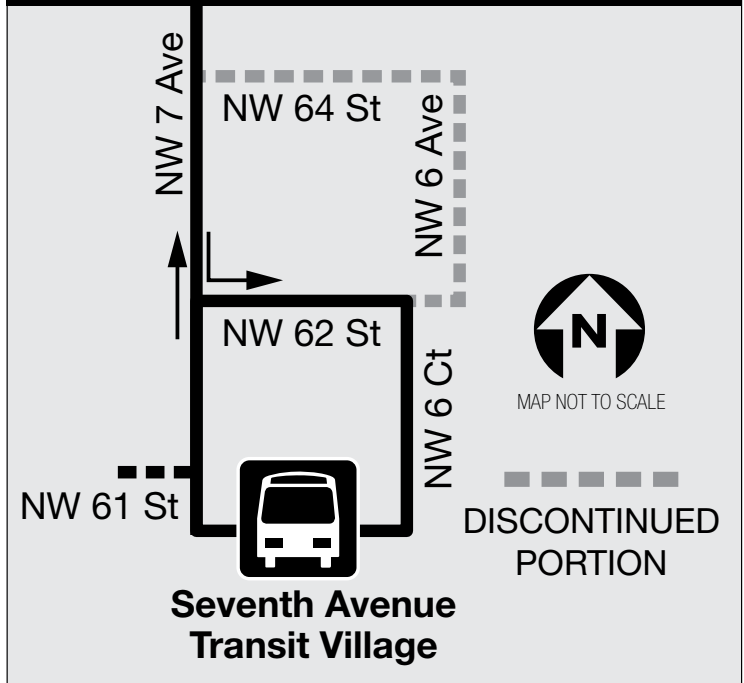 NW 7 Ave
NW 64 St
NW 6 Ave
NW 62 St
N
MAP NOT TO SCALE
NW 6 Ct
NW 61 St
DISCONTINUED
PORTION
Seventh Avenue
Transit Village